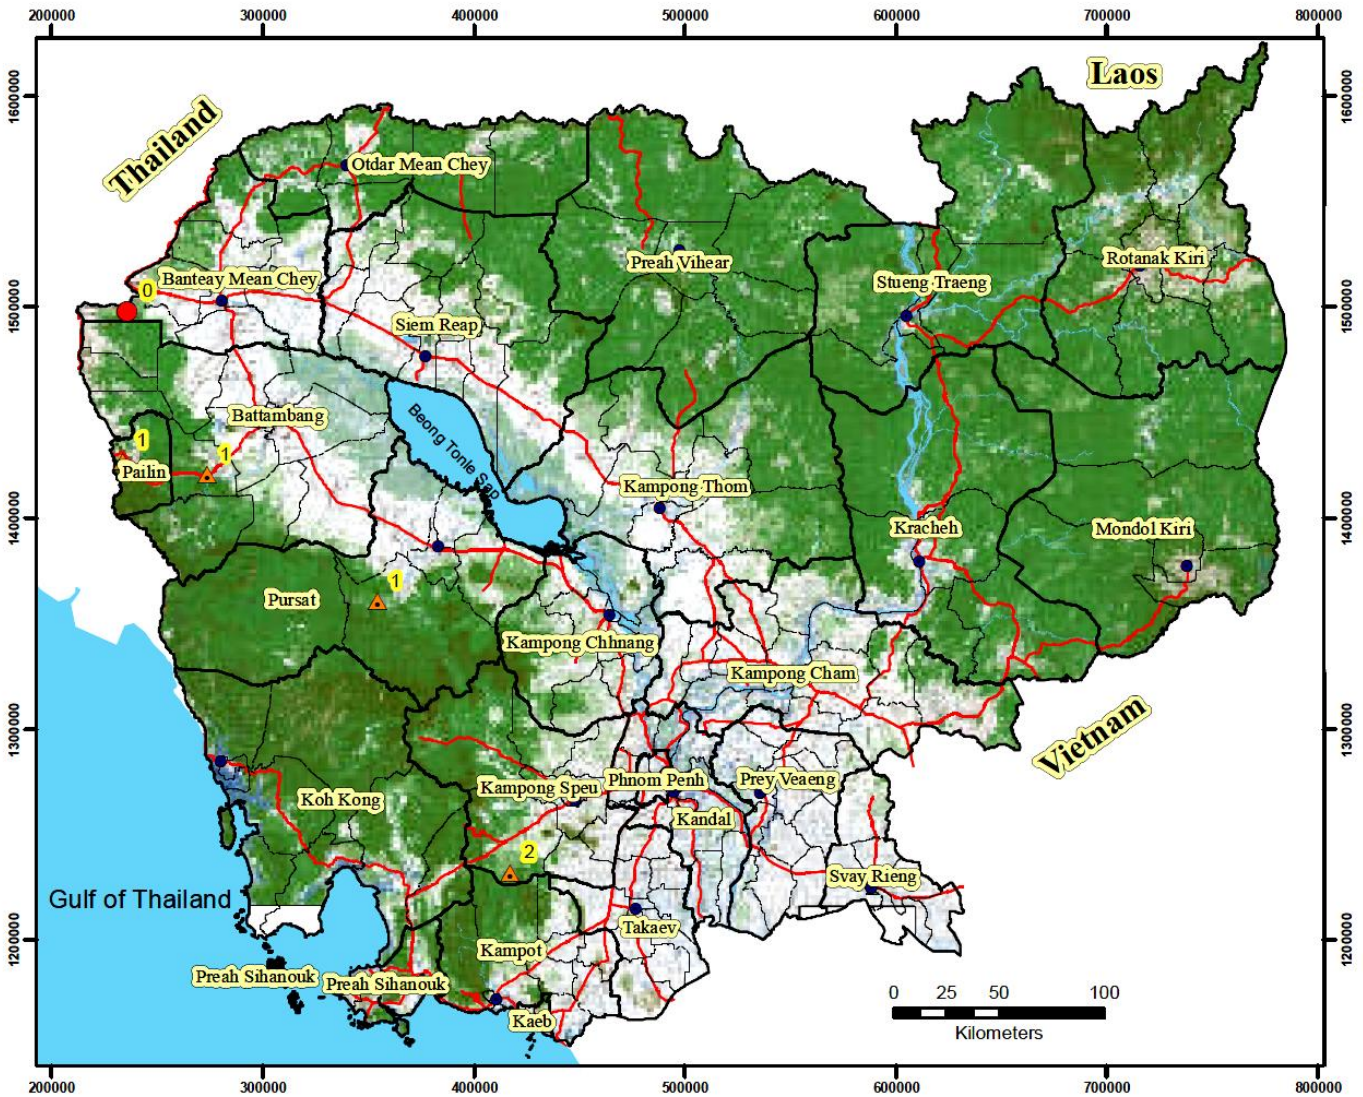 200000 300000 400000 500000 600000 700000 800000
Laos
1600000 1600000
Thailand
Otdar Mean Chey
Preah Vihear
Rotanak Kiri
Banteay Mean Chey
0
Stueng Traeng
1500000 1500000
Siem Reap
Battambang
Beong Tonle Sap
1
1
Pailin
Kampong Thom
1400000 1400000
Kracheh
Mondol Kiri
1
Pursat
Kampong Chhnang
Kampong Cham
Vietnam
1300000 1300000
Kampong Speu
Phnom Penh
Prey Veaeng
Koh Kong
Kandal
2
Svay Rieng
Gulf of Thailand
Takaev
1200000 1200000
Kampot
Preah Sihanouk
Preah Sihanouk
0 25 50 100
Kilometers
Kaeb
200000 300000 400000 500000 600000 700000 800000